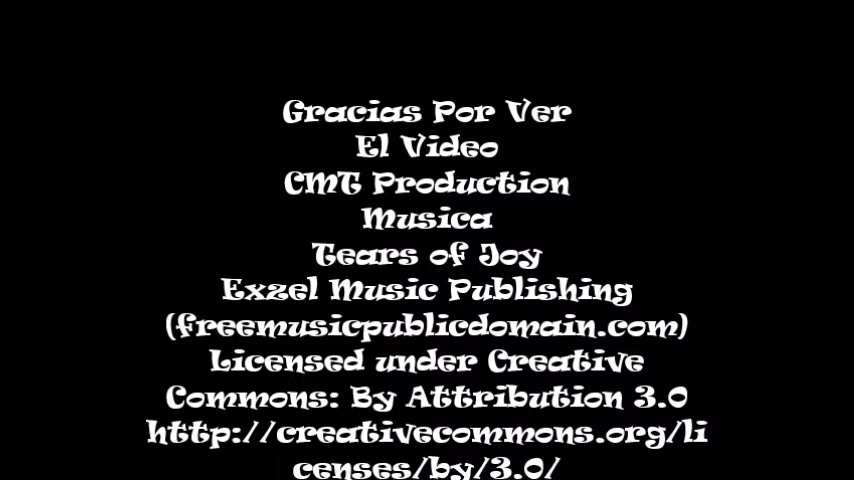 Gracias Por Ver
El Video
CMT Production
Musica
Tears of Joy
Exzel Music Publishing
(freemusicpublicdomain.com)
Licensed under Creative
Commons: By Attribution 3.0
http://creativecommons.org/li
censes/by/3.0/